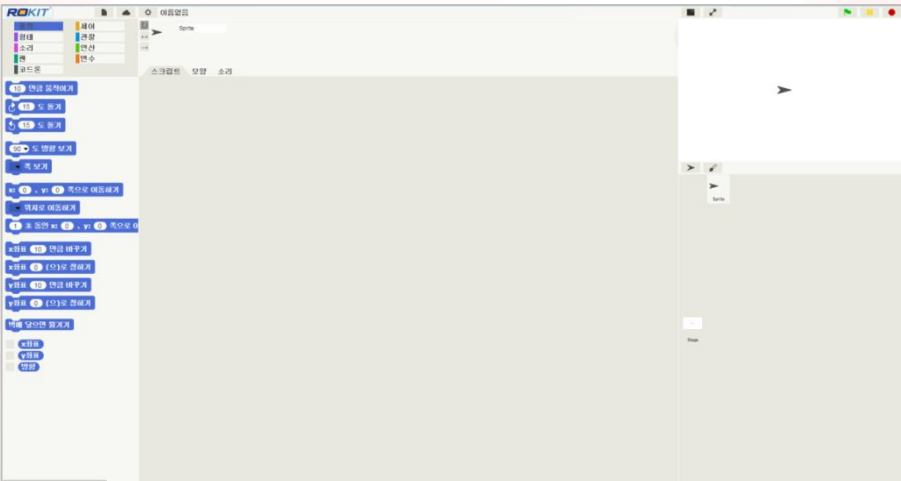 ROKIT
이름없음
동작
제어
형태
관찰
소리
연산
펜
변수
코드론
Sprite
스크립트 모양 소리
10 만큼 움직이기
15 도 돌기
15 도 돌기
90 도 방향 보기
쪽 보기
x: 0 , y: 0 쪽으로 이동하기
위치로 이동하기
1 초 동안 x: 0 , y: 0 쪽으로 이
x좌표 10 만큼 바꾸기
x좌표 0 (으)로 정하기
y좌표 10 만큼 바꾸기
y좌표 0 (으)로 정하기
벽에 닿으면 튕기기
x좌표
y좌표
방향
Sprite
Stage